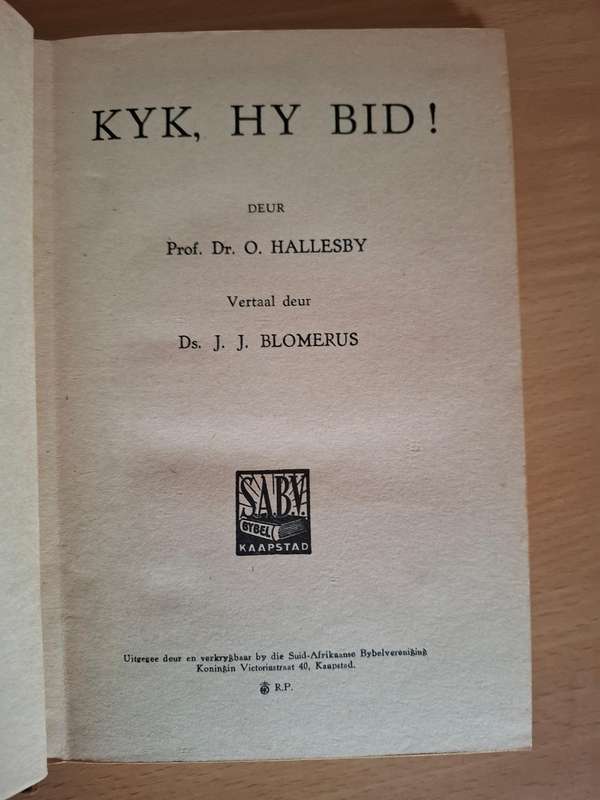 KYK, HY BID!
DEUR
Prof. Dr. O. HALLESBY
Vertaal deur
Ds. J. J. BLOMERUS
S.A.B.V.
BYBEL
KAAPSTAD
Uitgegee deur en verkrygbaar by die Suid-Afrikaanse Bybelvereniging
Koningin Victoriastraat 40, Kaapstad.
R.P.